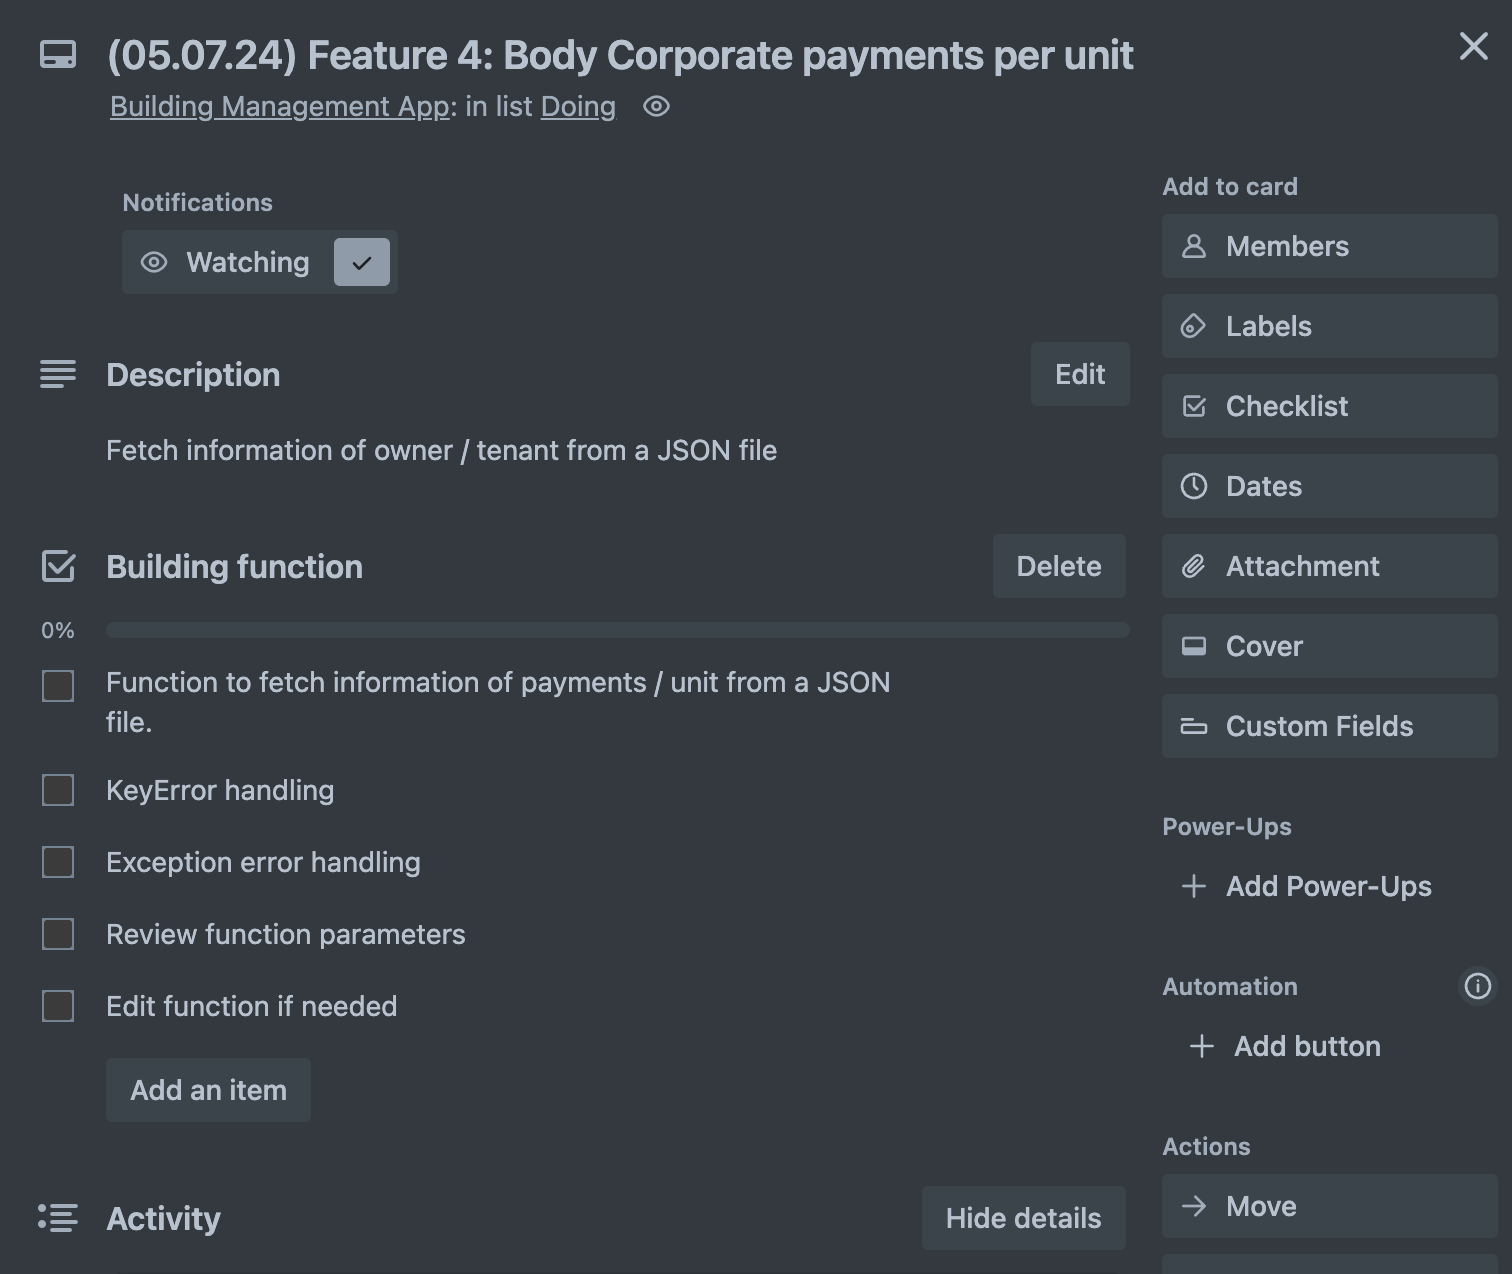 (05.07.24) Feature 4: Body Corporate payments per unit
Building Management App: in list Doing
Notifications
Watching
Description
Edit
Fetch information of owner / tenant from a JSON file
Building function
Delete
0%
Function to fetch information of payments / unit from a JSON
file.
KeyError handling
Exception error handling
Review function parameters
Edit function if needed
Add an item
Activity
Hide details
Add to card
Members
Labels
Checklist
Dates
Attachment
Cover
Custom Fields
Power-Ups
Add Power-Ups
Automation
Add button
Actions
Move